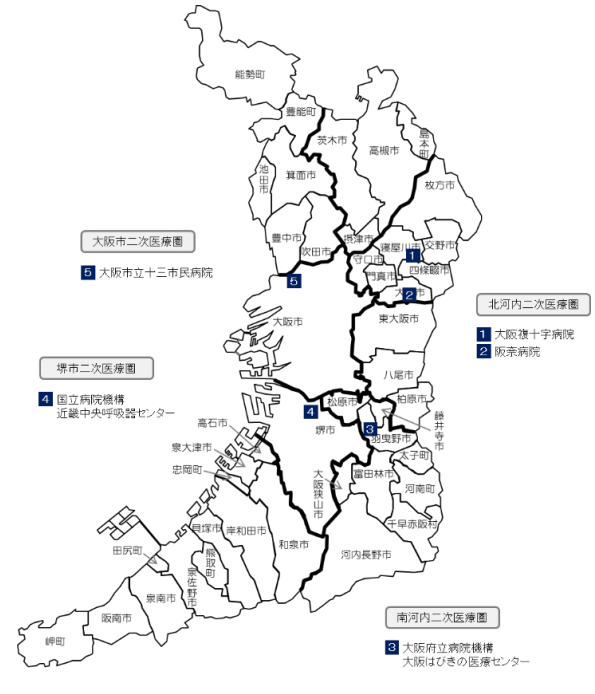 能勢町
豊能町
茨木市
高槻市
島本町
池田市
箕面市
枚方市
豊中市
吹田市
摂津市
寝屋川市
交野市
守口市
1
門真市
四條畷市
大阪市二次医療圏
5 大阪市立十三市民病院
5
2
大東市
大阪市
東大阪市
北河内二次医療圏
1 大阪複十字病院
2 阪奈病院
堺市二次医療圏
4 国立病院機構
近畿中央呼吸器センター
八尾市
柏原市
松原市
4
堺市
3
藤井寺市
羽曳野市
高石市
泉大津市
忠岡町
太子町
富田林市
大阪狭山市
河南町
千早赤阪村
貝塚市
岸和田市
和泉市
河内長野市
田尻町
熊取町
泉佐野市
泉南市
阪南市
岬町
南河内二次医療圏
3 大阪府立病院機構
大阪はびきの医療センター